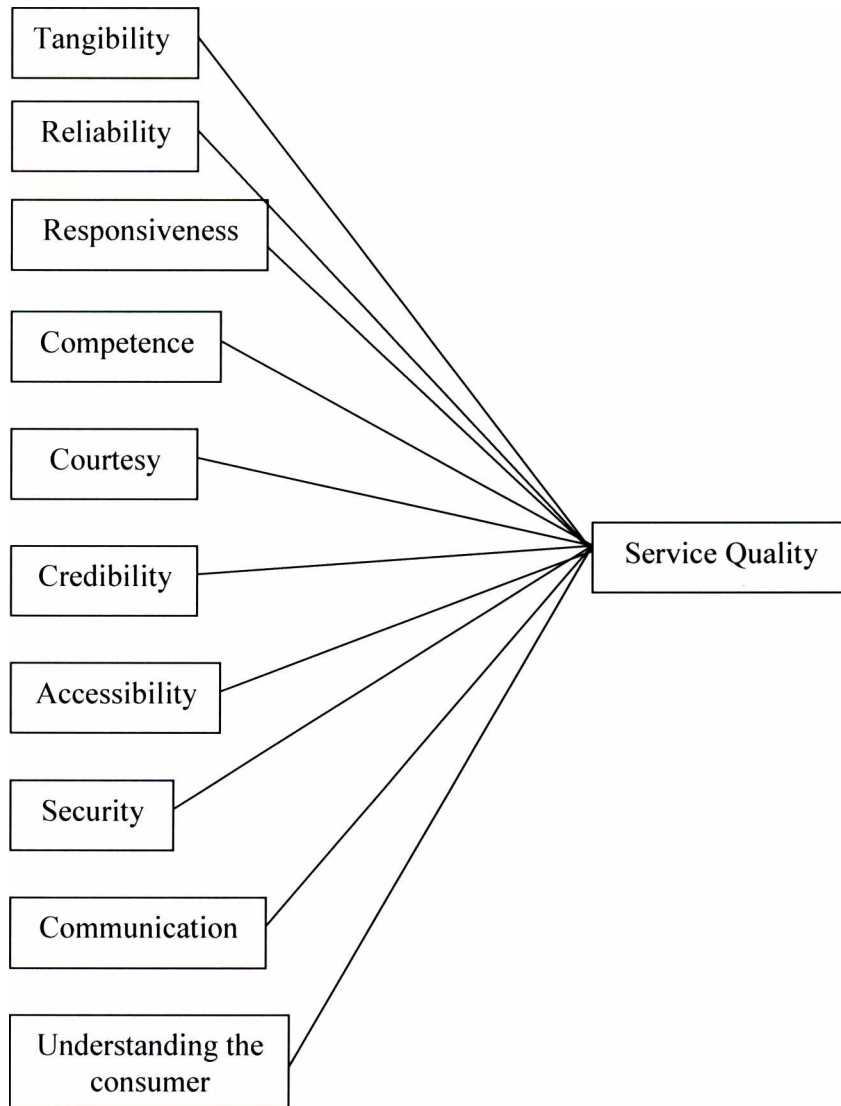 Tangibility
Reliability
Responsiveness
Competence
Courtesy
Credibility
Accessibility
Security
Communication
Understanding the
consumer
Service Quality